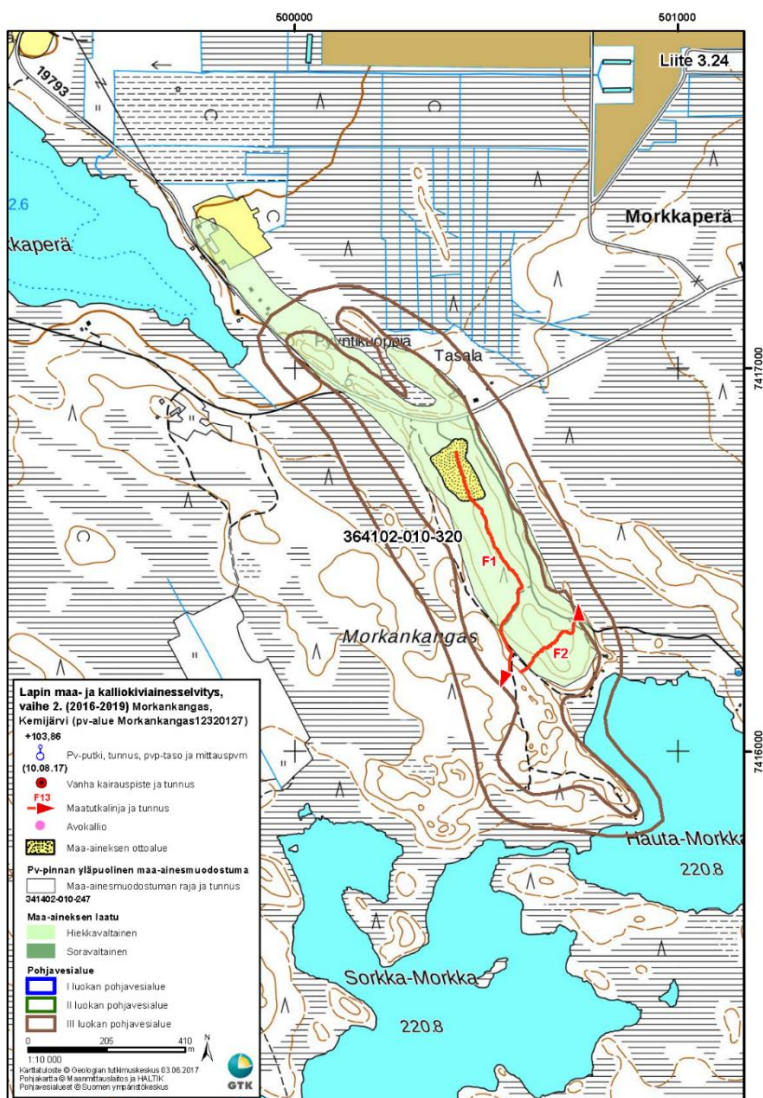 500000
501000
Liite 3.24
19793
2.6
kkaperä
Morkkaperä
Pyyntikuoppia
Tasala
7417000
364102-010-320
F1
Morkankangas
F2
7416000
Hauta-Morkka
220.8
Sorkka-Morkka
220.8
Lapin maa- ja kalliokiviainesselvitys,
vaihe 2. (2016-2019) Morkankangas,
Kemijärvi (pv-alue Morkankangas12320127)
+103,86
Pv-putki, tunnus, pvp-taso ja mittauspvm
(10.08.17)
Vanha kairauspiste ja tunnus
F13
Maatutkalinja ja tunnus
Avokallio
Maa-aineksen ottoalue
Pv-pinnan yläpuolinen maa-ainesmuodostuma
Maa-ainesmuodostuman raja ja tunnus
341402-010-247
Maa-aineksen laatu
Hiekkavaltainen
Soravaltainen
Pohjavesialue
I luokan pohjavesialue
II luokan pohjavesialue
III luokan pohjavesialue
0 205 410
m
N
1:10 000
Karttatuloste © Geologian tutkimuskeskus 03.06.2017
Pohjakartta © Maanmittauslaitos ja HALTIK
Pohjavesialueet © Suomen ympäristökeskus
GTK